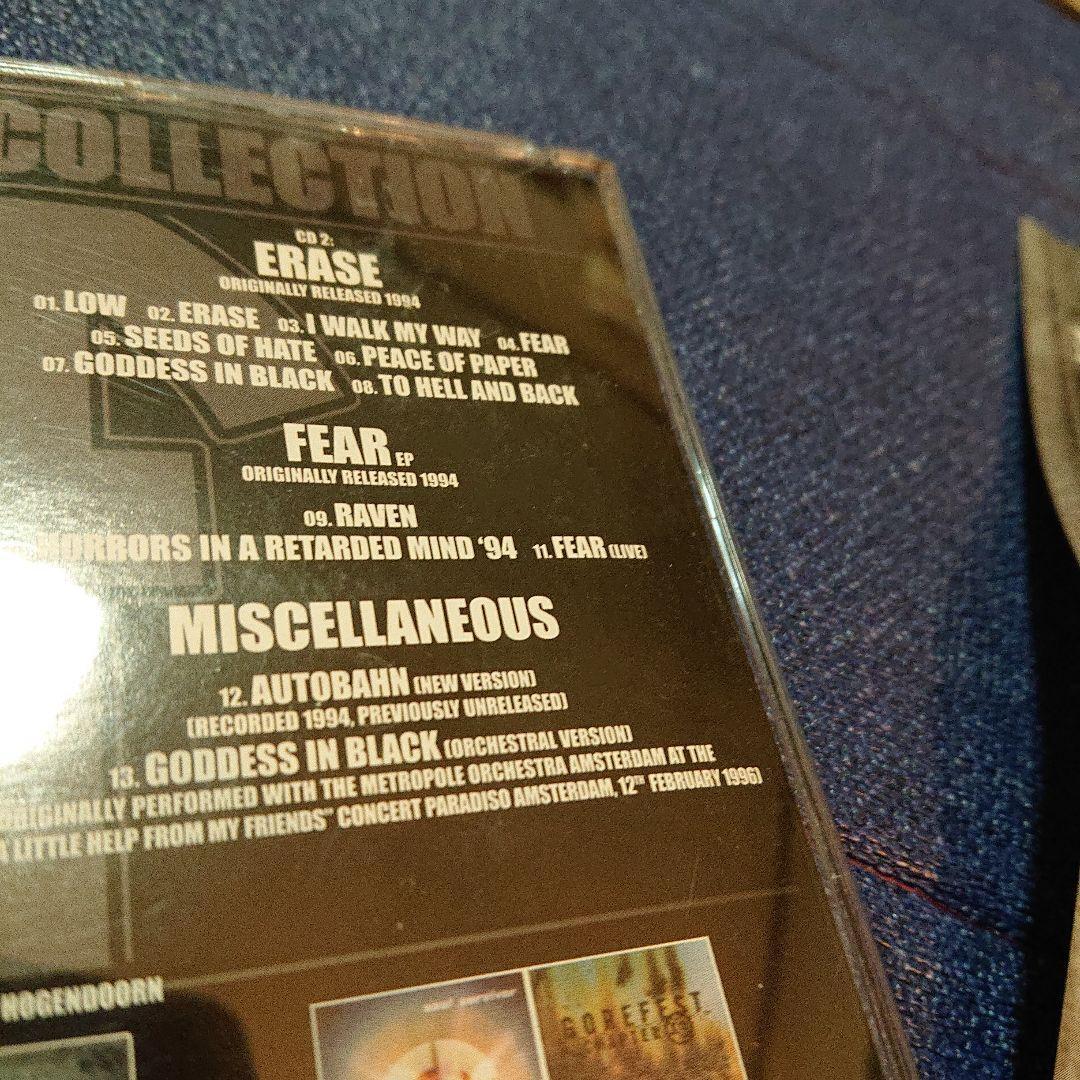 COLLECTION
CD 2:
ERASE
ORIGINALLY RELEASED 1994
01. LOW 02. ERASE 03. I WALK MY WAY 04. FEAR
05. SEEDS OF HATE 06. PEACE OF PAPER
07. GODDESS IN BLACK 08. TO HELL AND BACK
FEAR EP
ORIGINALLY RELEASED 1994
09. RAVEN
HORRORS IN A RETARDED MIND '94 11. FEAR (LIVE)
MISCELLANEOUS
12. AUTOBAHN (NEW VERSION)
(RECORDED 1994, PREVIOUSLY UNRELEASED)
13. GODDESS IN BLACK (ORCHESTRAL VERSION)
ORIGINALLY PERFORMED WITH THE METROPOLE ORCHESTRA AMSTERDAM AT THE
A LITTLE HELP FROM MY FRIENDS" CONCERT PARADISO AMSTERDAM, 12TH FEBRUARY 1996)
HOGENDOORN
GOREFEST
CHAPTER 13